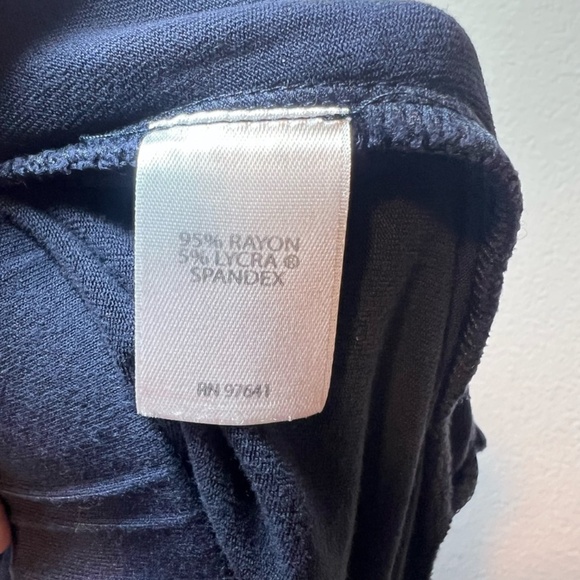 95% RAYON
5% LYCRA ®
SPANDEX
RN 97641